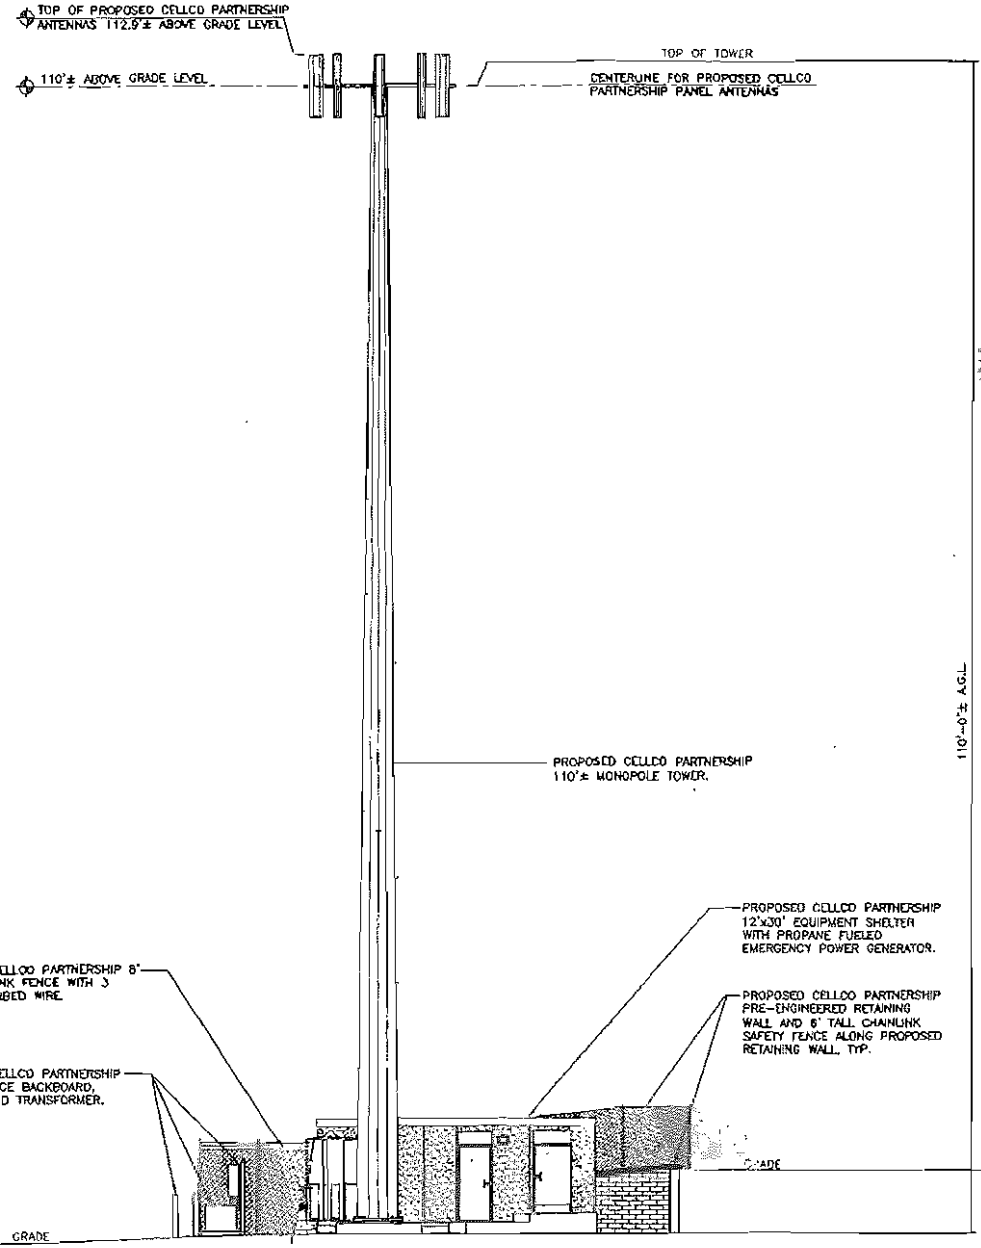 TOP OF PROPOSED CELLCO PARTNERSHIP
ANTENNAS 112.9'± ABOVE GRADE LEVEL
110'± ABOVE GRADE LEVEL
TOP OF TOWER
CENTERLINE FOR PROPOSED CELLCO
PARTNERSHIP PANEL ANTENNAS
110'-0"± A.G.L.
PROPOSED CELLCO PARTNERSHIP
110'± MONOPOLE TOWER.
PROPOSED CELLCO PARTNERSHIP
12'x30' EQUIPMENT SHELTER
WITH PROPANE FUELED
EMERGENCY POWER GENERATOR.
PROPOSED CELLCO PARTNERSHIP
PRE-ENGINEERED RETAINING
WALL AND 6' TALL CHAINLINK
SAFETY FENCE ALONG PROPOSED
RETAINING WALL, TYP.
ELLCO PARTNERSHIP 8'
NK FENCE WITH 3
BED WIRE.
ELLCO PARTNERSHIP
CE BACKBOARD,
D TRANSFORMER.
GRADE
GRADE